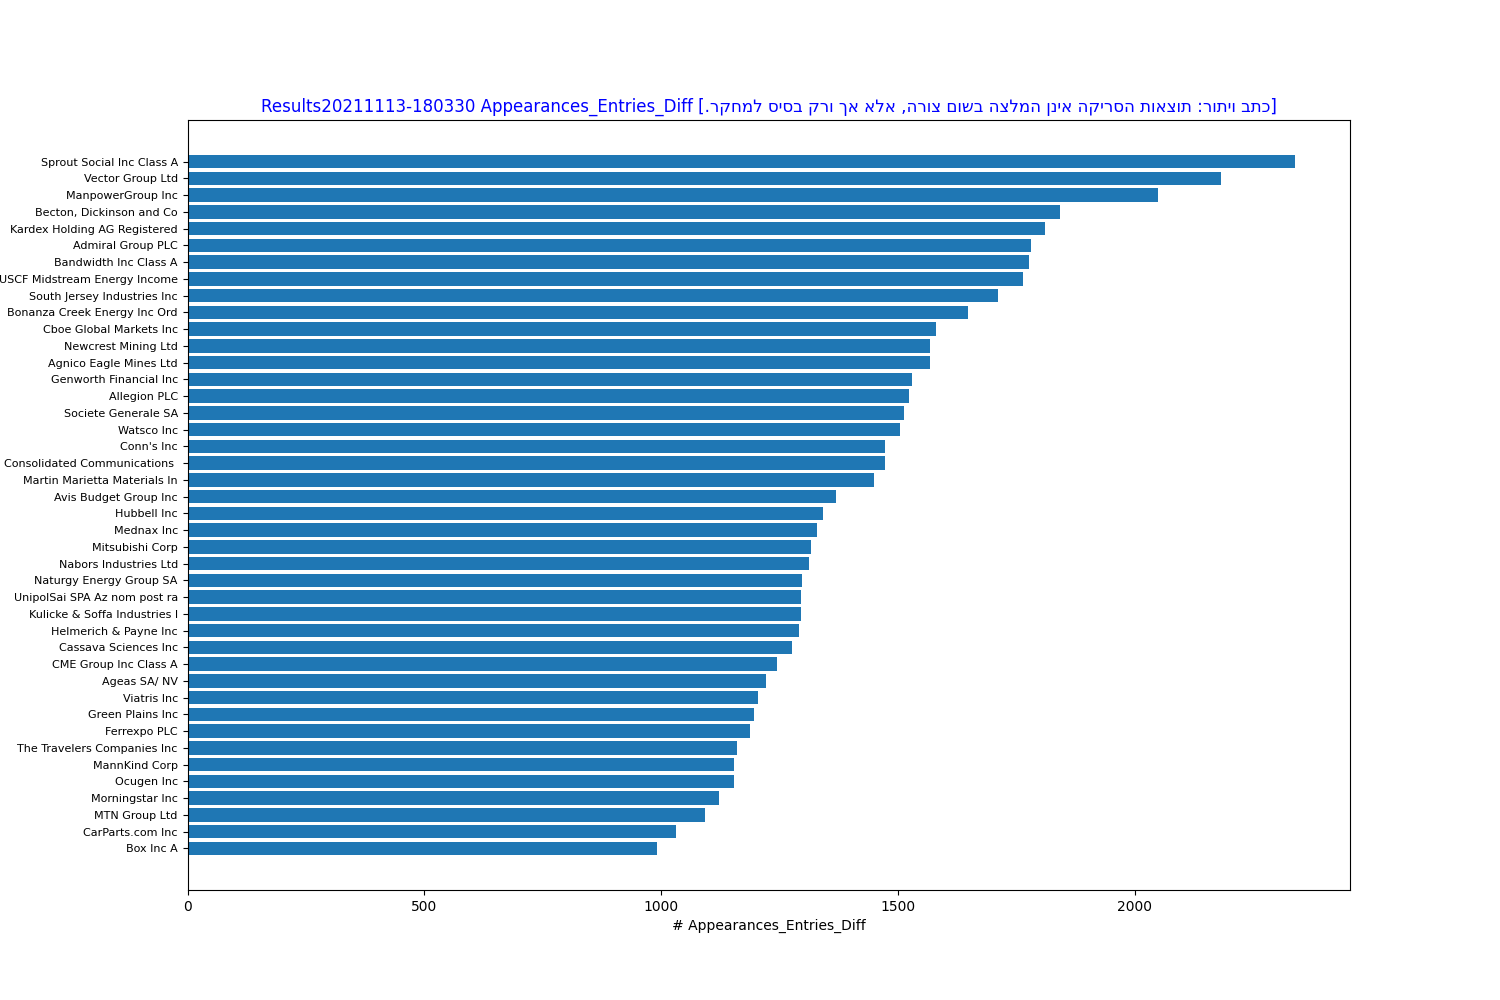 Results20211113-180330 Appearances_Entries_Diff [כתב ויתור: תוצאות הסריקה אינן המלצה בשום צורה, אלא אך ורק בסיס למחקר.]
Sprout Social Inc Class A
Vector Group Ltd
ManpowerGroup Inc
Becton, Dickinson and Co
Kardex Holding AG Registered
Admiral Group PLC
Bandwidth Inc Class A
USCF Midstream Energy Income
South Jersey Industries Inc
Bonanza Creek Energy Inc Ord
Cboe Global Markets Inc
Newcrest Mining Ltd
Agnico Eagle Mines Ltd
Genworth Financial Inc
Allegion PLC
Societe Generale SA
Watsco Inc
Conn's Inc
Consolidated Communications
Martin Marietta Materials In
Avis Budget Group Inc
Hubbell Inc
Mednax Inc
Mitsubishi Corp
Nabors Industries Ltd
Naturgy Energy Group SA
UnipolSai SPA Az nom post ra
Kulicke & Soffa Industries I
Helmerich & Payne Inc
Cassava Sciences Inc
CME Group Inc Class A
Ageas SA/ NV
Viatris Inc
Green Plains Inc
Ferrexpo PLC
The Travelers Companies Inc
MannKind Corp
Ocugen Inc
Morningstar Inc
MTN Group Ltd
CarParts.com Inc
Box Inc A
0 500 1000 1500 2000
# Appearances_Entries_Diff